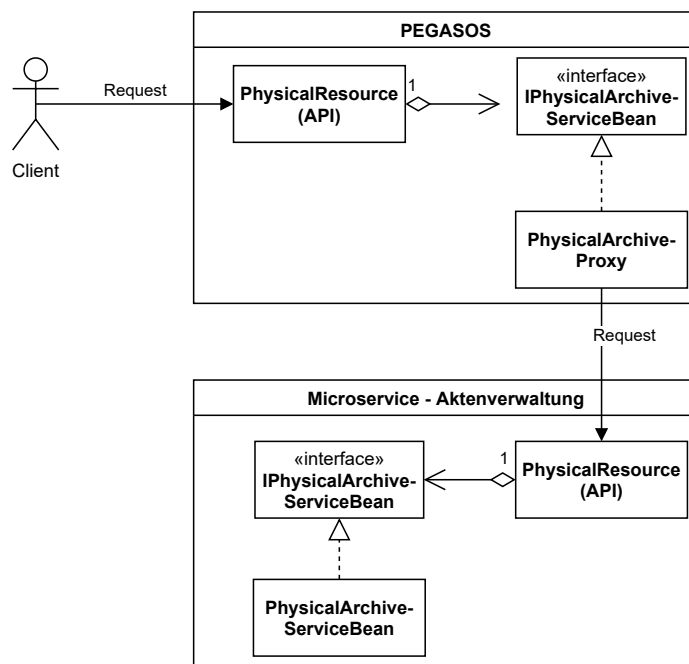 PEGASOS
Request
Client
PhysicalResource
(API)
1
«interface»
IPhysicalArchive-
ServiceBean
PhysicalArchive-
Proxy
Request
Microservice - Aktenverwaltung
«interface»
IPhysicalArchive-
ServiceBean
1
PhysicalResource
(API)
PhysicalArchive-
ServiceBean